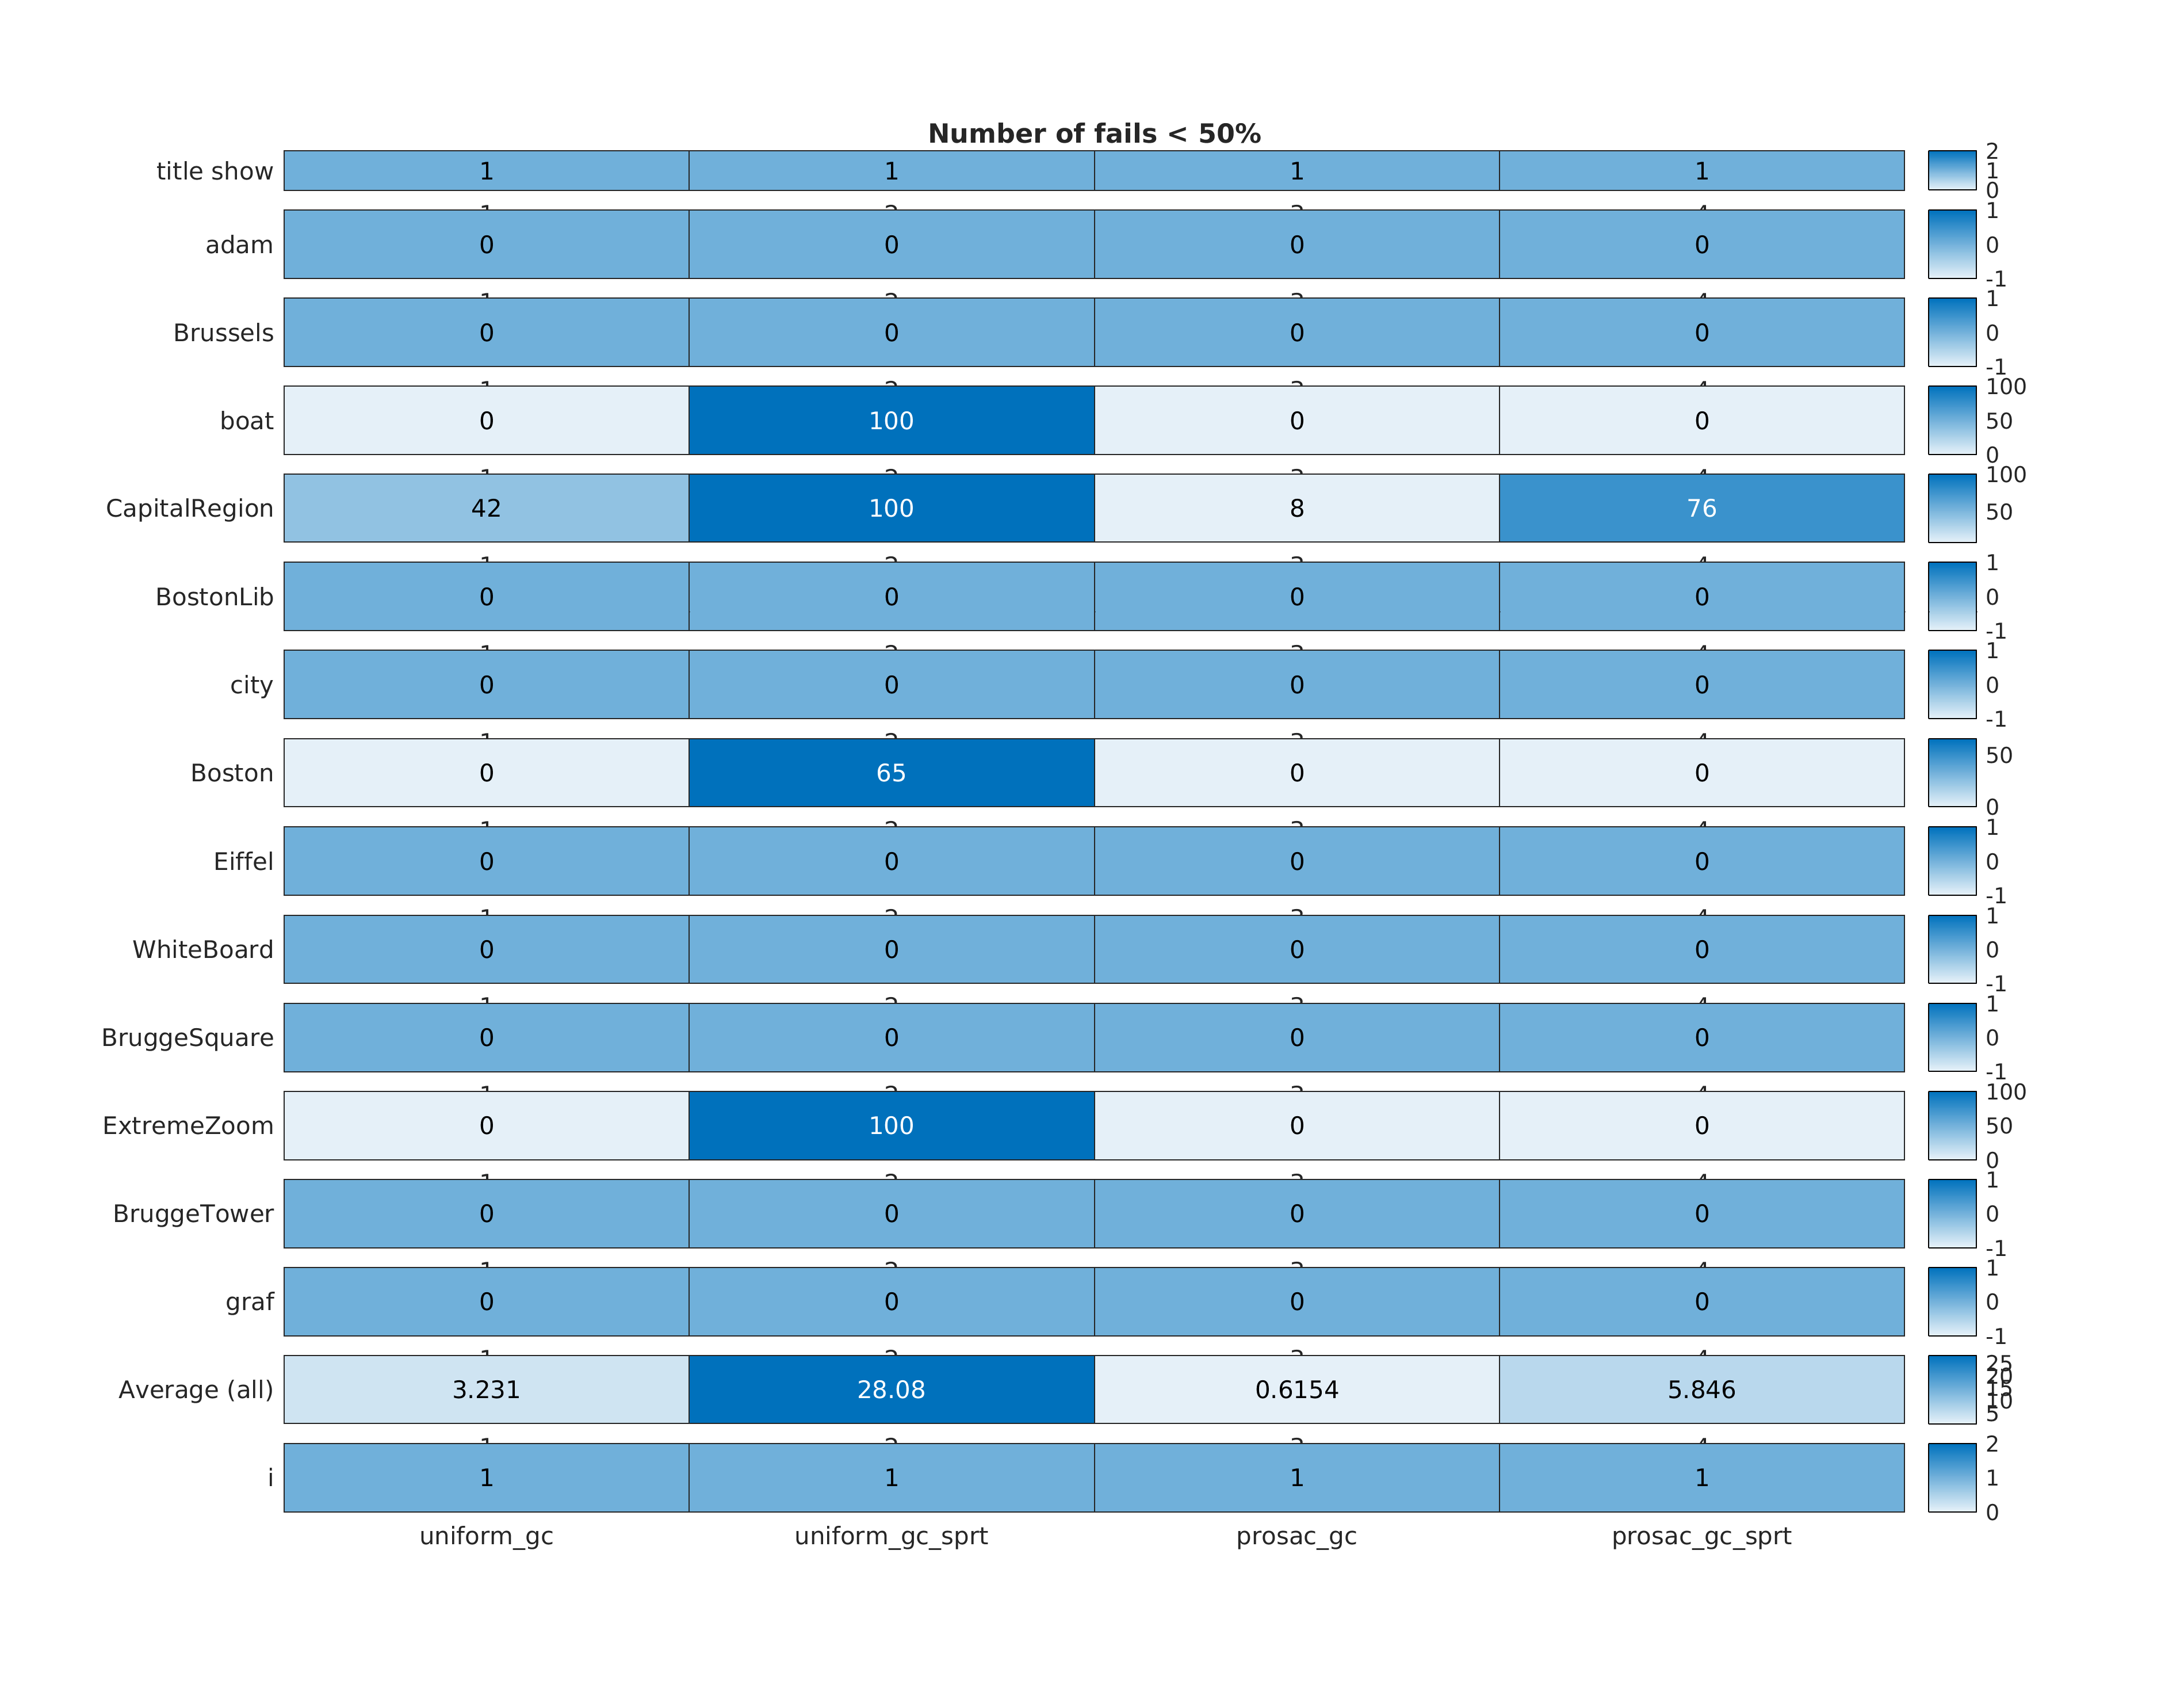 Number of fails < 50%
title show 1 1 1 1 2 1 0
adam 0 0 0 0 1 0 -1
Brussels 0 0 0 0 1 0 -1
boat 0 100 0 0 100 50 0
CapitalRegion 42 100 8 76 100 50
BostonLib 0 0 0 0 1 0 -1
city 0 0 0 0 1 0 -1
Boston 0 65 0 0 50 0
Eiffel 0 0 0 0 1 0 -1
WhiteBoard 0 0 0 0 1 0 -1
BruggeSquare 0 0 0 0 1 0 -1
ExtremeZoom 0 100 0 0 100 50 0
BruggeTower 0 0 0 0 1 0 -1
graf 0 0 0 0 1 0 -1
Average (all) 3.231 28.08 0.6154 5.846 25 20 15 10 5
i 1 1 1 1 2 1 0
uniform_gc uniform_gc_sprt prosac_gc prosac_gc_sprt